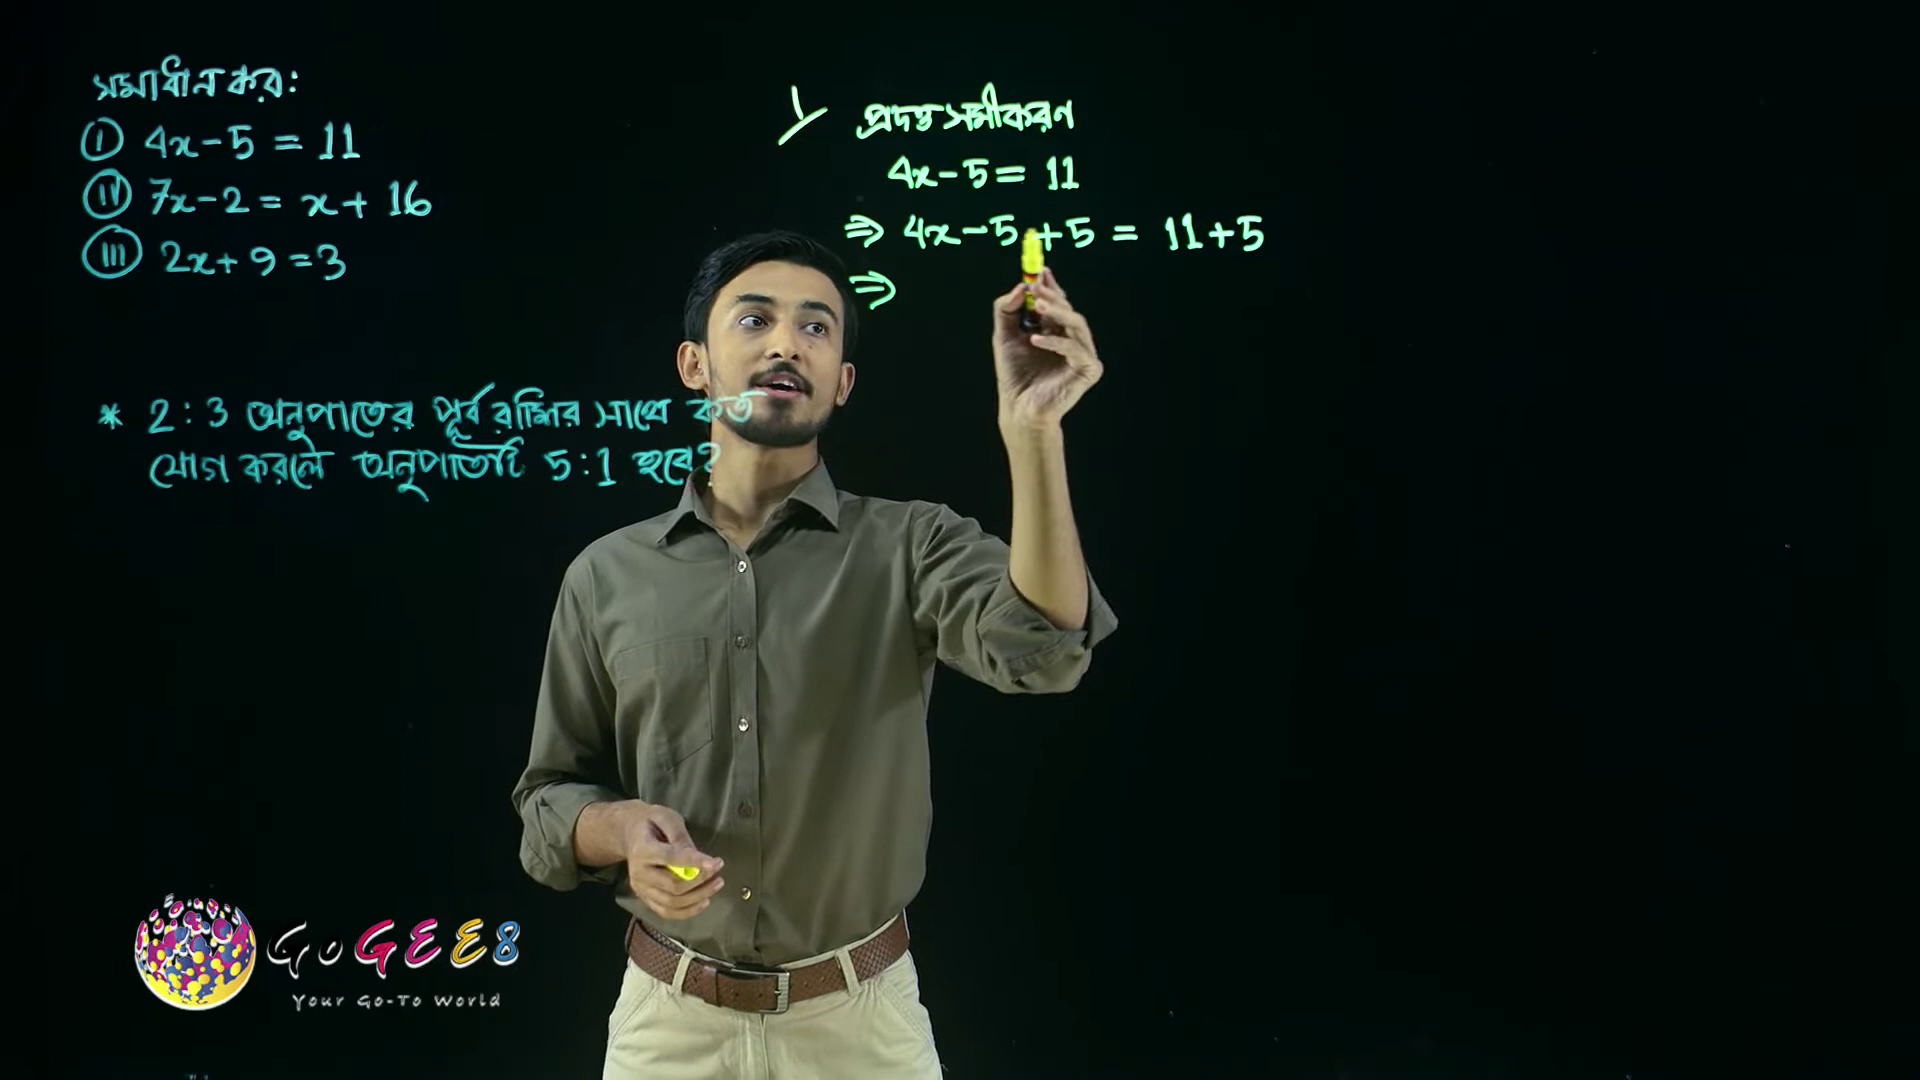 সমাধান কর:
(i) 4x-5 = 11
(ii) 7x-2 = x+ 16
(iii) 2x+ 9 =3
* 2:3 অনুপাতের পূর্ব রাশির সাথে কত
যোগ করলে অনুপাতটি 5:1 হবে?
১ প্রদত্ত সমীকরণ
4x-5= 11
⇒ 4x-5+5 = 11+5
⇒
GoGEE8
Your Go-To World